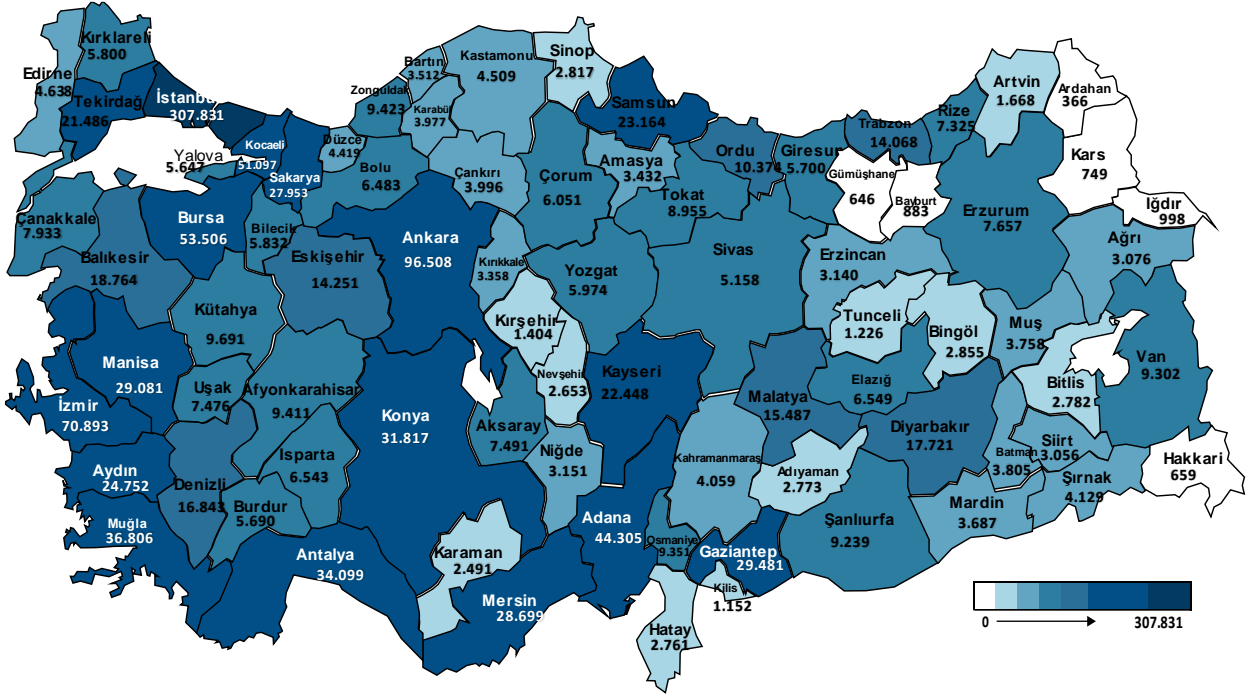 Kırklareli
5.800
Edirne
4.638
Tekirdağ
21.486
İstanbul
307.831
Kocaeli
51.097
Yalova
5.647
Sakarya
27.953
Düzce
4.419
Zonguldak
9.423
Bartın
3.512
Karabük
3.977
Kastamonu
4.509
Sinop
2.817
Samsun
23.164
Bolu
6.483
Çankırı
3.996
Çorum
6.051
Amasya
3.432
Tokat
8.955
Ordu
10.374
Giresun
5.700
Trabzon
14.068
Rize
7.325
Artvin
1.668
Ardahan
366
Kars
749
Iğdır
998
Gümüşhane
646
Bayburt
883
Erzurum
7.657
Ağrı
3.076
Çanakkale
7.933
Bursa
53.506
Bilecik
5.832
Balıkesir
18.764
Eskişehir
14.251
Ankara
96.508
Kırıkkale
3.358
Yozgat
5.974
Sivas
5.158
Erzincan
3.140
Kütahya
9.691
Kırşehir
1.404
Tunceli
1.226
Bingöl
2.855
Muş
3.758
Van
9.302
Bitlis
2.782
Manisa
29.081
Uşak
7.476
Afyonkarahisar
9.411
Nevşehir
2.653
Kayseri
22.448
Malatya
15.487
Elazığ
6.549
İzmir
70.893
Konya
31.817
Aksaray
7.491
Niğde
3.151
Kahramanmaraş
4.059
Adıyaman
2.773
Diyarbakır
17.721
Batman
3.805
Siirt
3.056
Şırnak
4.129
Hakkari
659
Aydın
24.752
Denizli
16.843
Isparta
6.543
Burdur
5.690
Muğla
36.806
Antalya
34.099
Karaman
2.491
Mersin
28.699
Adana
44.305
Osmaniye
9.351
Gaziantep
29.481
Kilis
1.152
Hatay
2.761
Şanlıurfa
9.239
Mardin
3.687
0
307.831